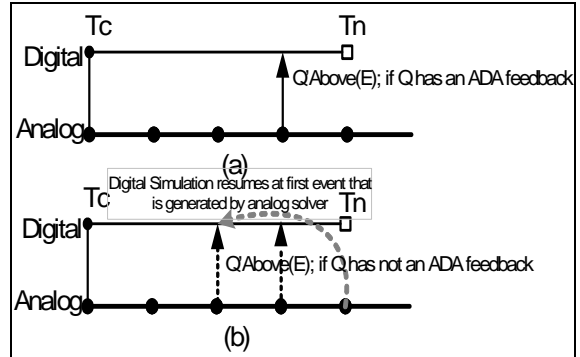 Tc Tn
Digital
Q'Above(E); if Q has an ADA feedback
Analog
(a)
Tc Digital Simulation resumes at first event that Tn
is generated by analog solver
Digital
Q'Above(E); if Q has not an ADA feedback
Analog
(b)